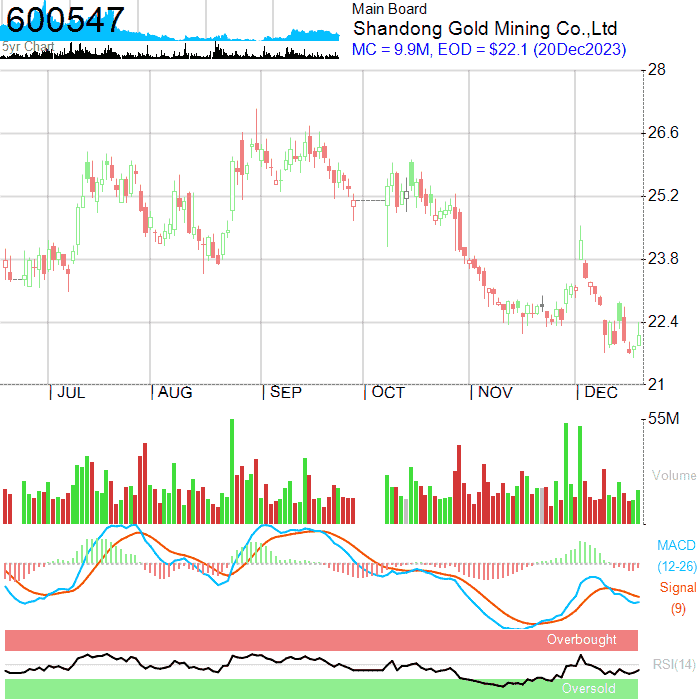 600547
5yr Chart
Main Board
Shandong Gold Mining Co.,Ltd
MC = 9.9M, EOD = $22.1 (20Dec2023)
28
26.6
25.2
23.8
22.4
21
JUL AUG SEP OCT NOV DEC
55M
Volume
MACD
(12-26)
Signal
(9)
Overbought
RSI(14)
Oversold